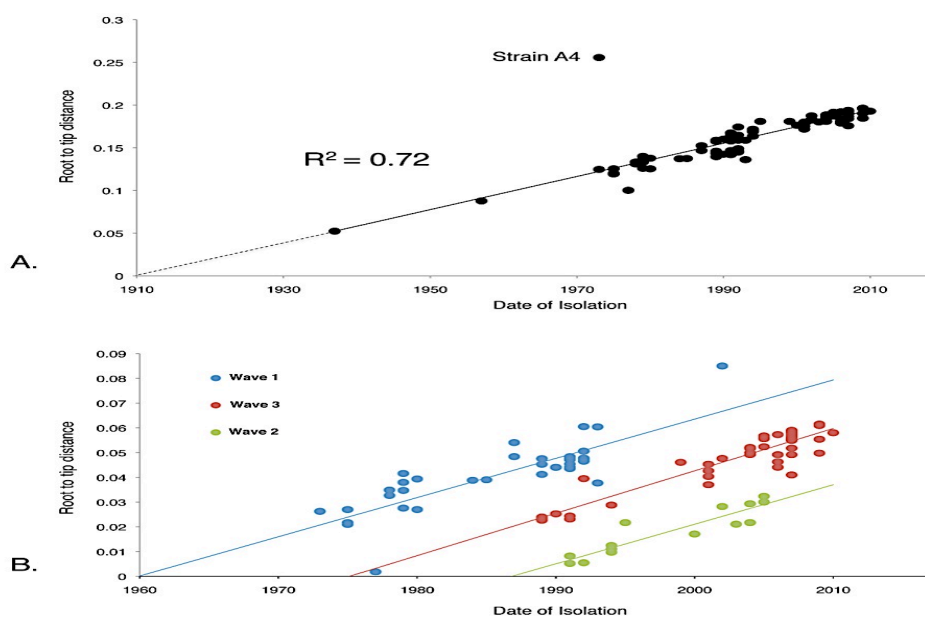 0.3
0.25
0.2
0.15
0.1
0.05
0
Root to tip distance
Strain A4
R² = 0.72
A.
1910 1930 1950 1970 1990 2010
Date of Isolation
0.09
0.08
0.07
0.06
0.05
0.04
0.03
0.02
0.01
0
Root to tip distance
Wave 1
Wave 3
Wave 2
B.
1960 1970 1980 1990 2000 2010
Date of Isolation